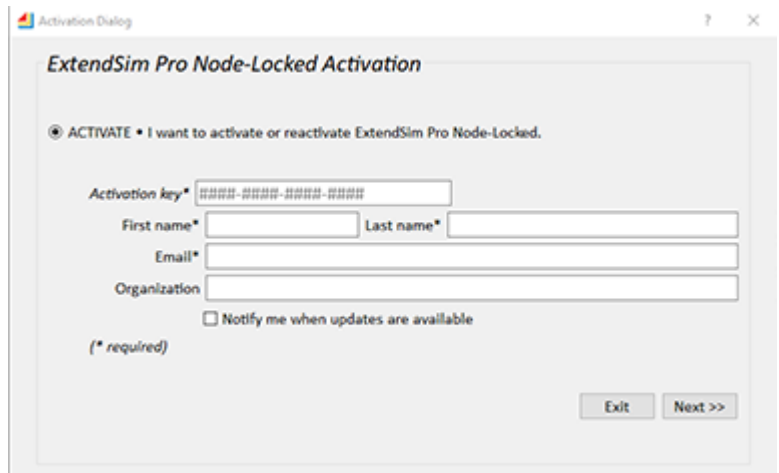 Activation Dialog ? ×
ExtendSim Pro Node-Locked Activation
ACTIVATE • I want to activate or reactivate ExtendSim Pro Node-Locked.
Activation key* ####-####-####-####
First name* Last name*
Email*
Organization
Notify me when updates are available
(* required)
Exit Next >>